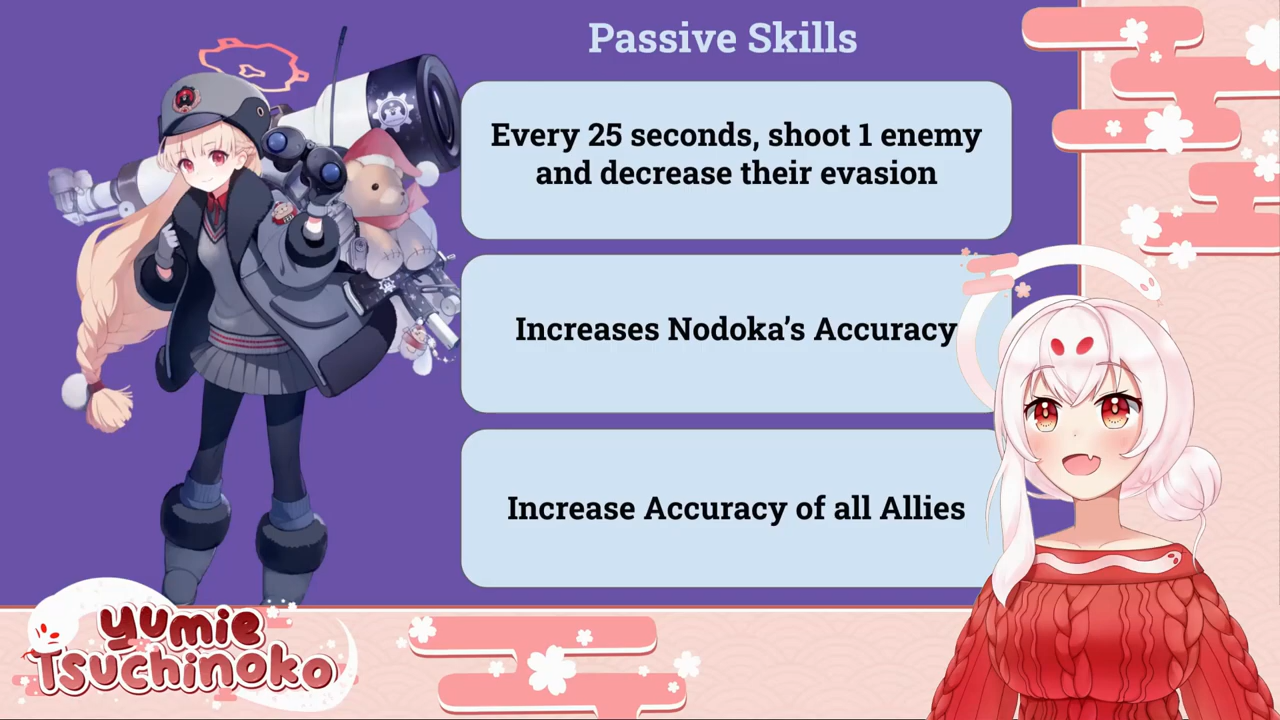 Passive Skills
Every 25 seconds, shoot 1 enemy
and decrease their evasion
Increases Nodoka's Accuracy
Increase Accuracy of all Allies
yumie
Tsuchinoko